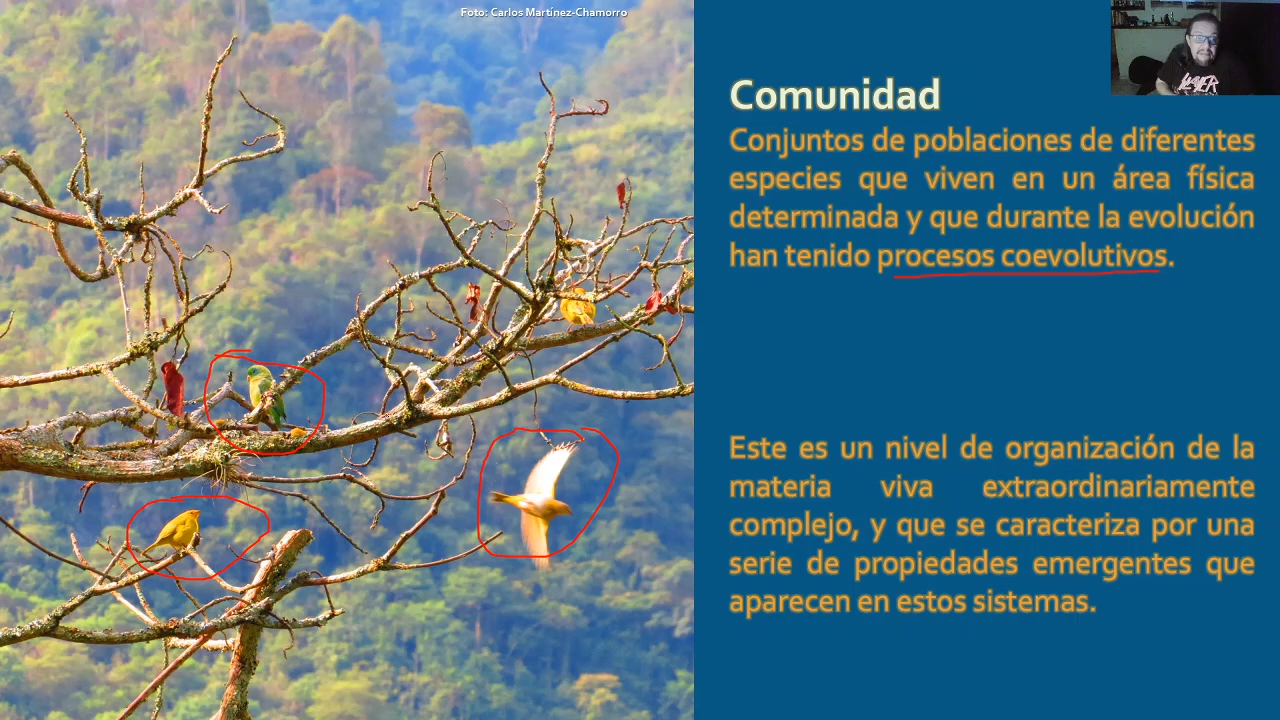 Foto: Carlos Martínez-Chamorro
Comunidad
Conjuntos de poblaciones de diferentes
especies que viven en un área física
determinada y que durante la evolución
han tenido procesos coevolutivos.
Este es un nivel de organización de la
materia viva extraordinariamente
complejo, y que se caracteriza por una
serie de propiedades emergentes que
aparecen en estos sistemas.
SLAYER